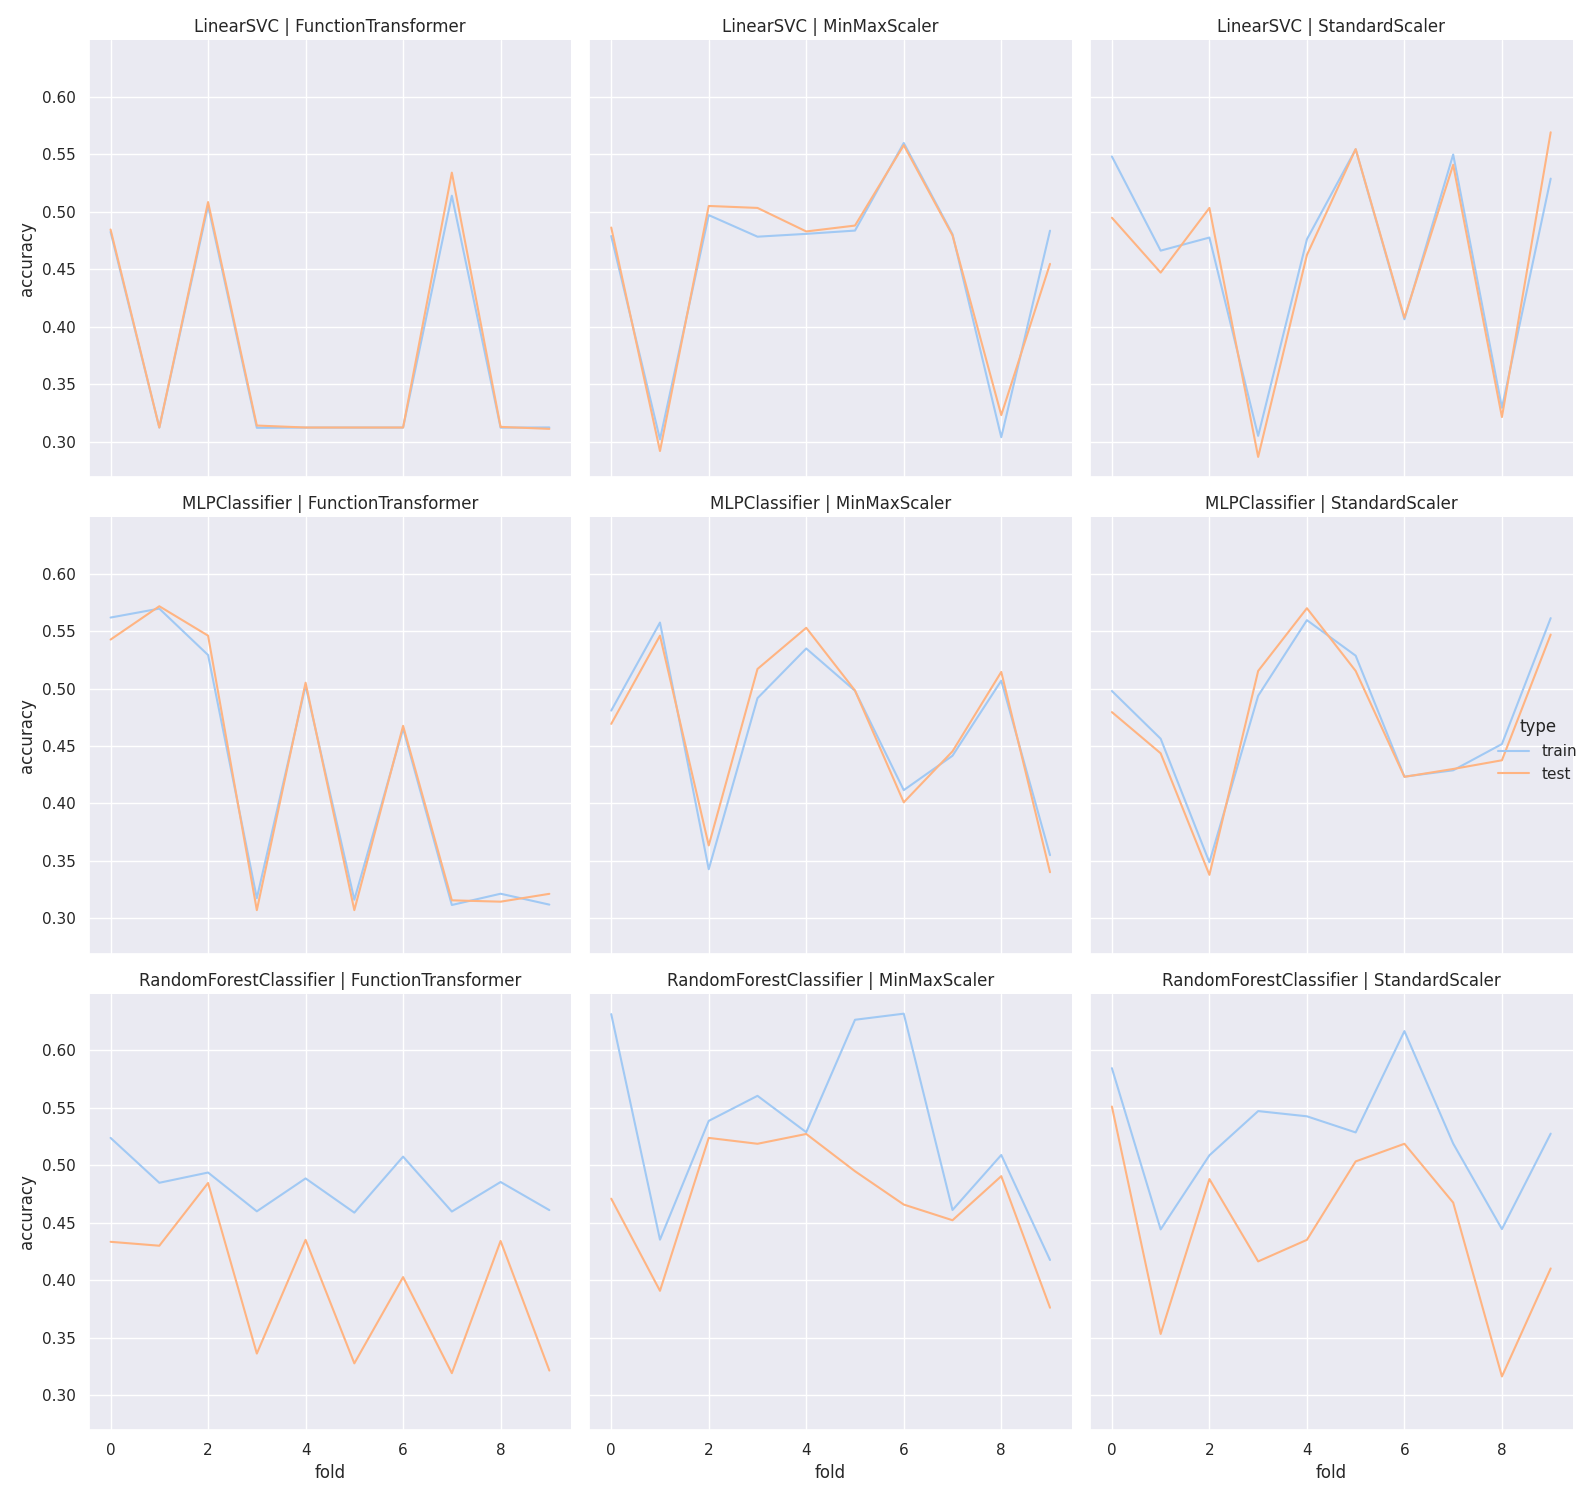 LinearSVC | FunctionTransformer
LinearSVC | MinMaxScaler
LinearSVC | StandardScaler
0.60
0.55
0.50
0.45
0.40
0.35
0.30
accuracy
MLPClassifier | FunctionTransformer
MLPClassifier | MinMaxScaler
MLPClassifier | StandardScaler
0.60
0.55
0.50
0.45
0.40
0.35
0.30
accuracy
type
train
test
RandomForestClassifier | FunctionTransformer
RandomForestClassifier | MinMaxScaler
RandomForestClassifier | StandardScaler
0.60
0.55
0.50
0.45
0.40
0.35
0.30
accuracy
0 2 4 6 8
0 2 4 6 8
0 2 4 6 8
fold
fold
fold